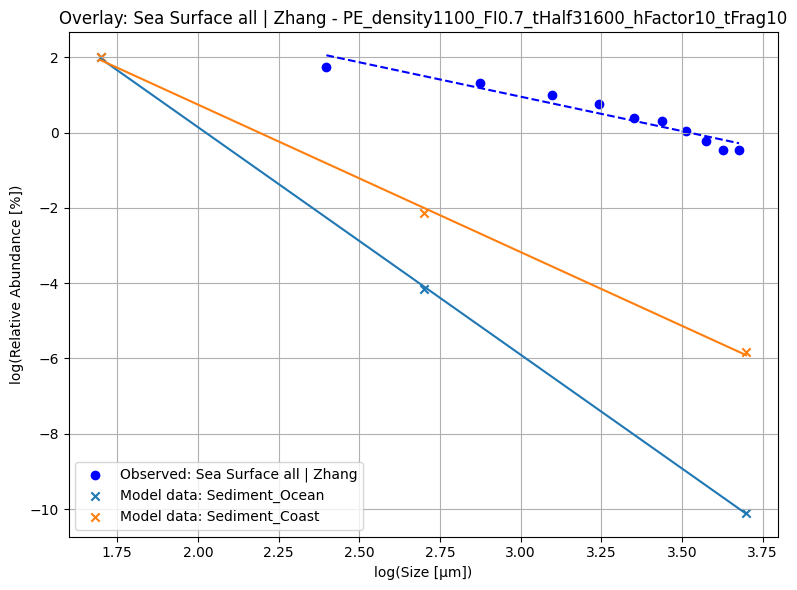 Overlay: Sea Surface all | Zhang - PE_density1100_FI0.7_tHalf31600_hFactor10_tFrag10
log(Relative Abundance [%])
2
0
−2
−4
−6
−8
−10
Observed: Sea Surface all | Zhang
Model data: Sediment_Ocean
Model data: Sediment_Coast
1.75
2.00
2.25
2.50
2.75
3.00
3.25
3.50
3.75
log(Size [µm])